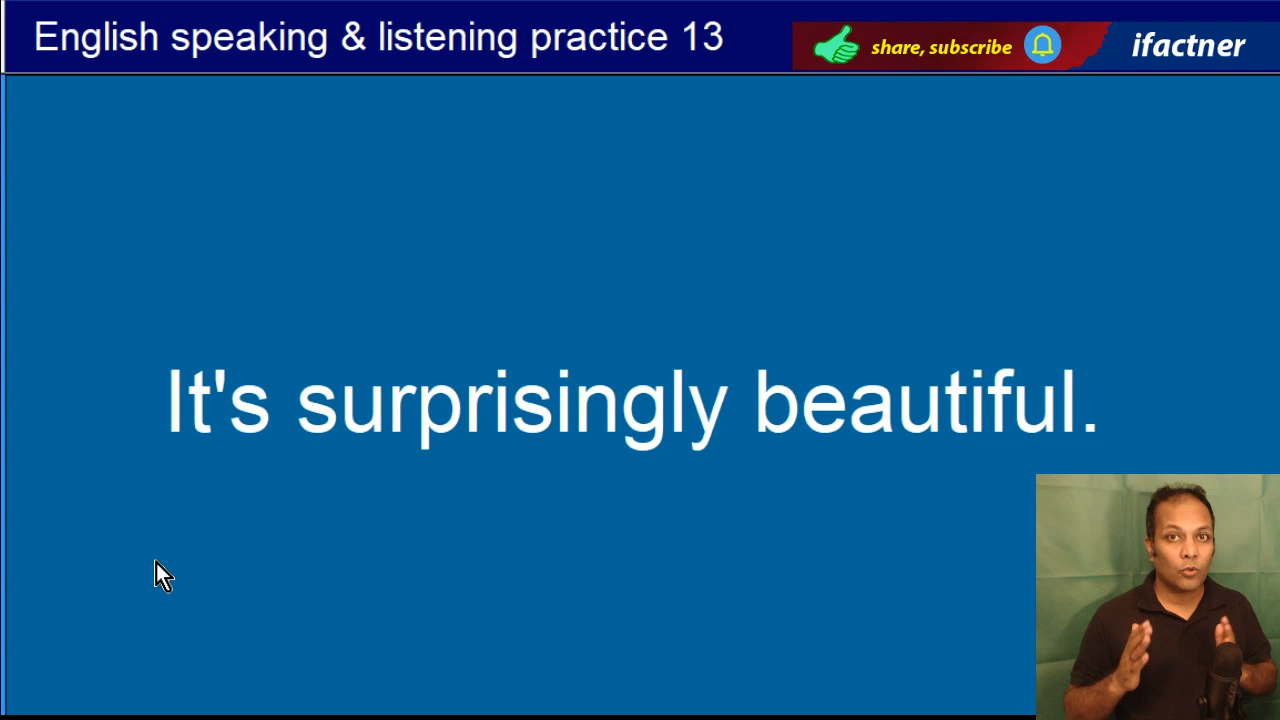 English speaking & listening practice 13
share, subscribe
ifactner
It's surprisingly beautiful.